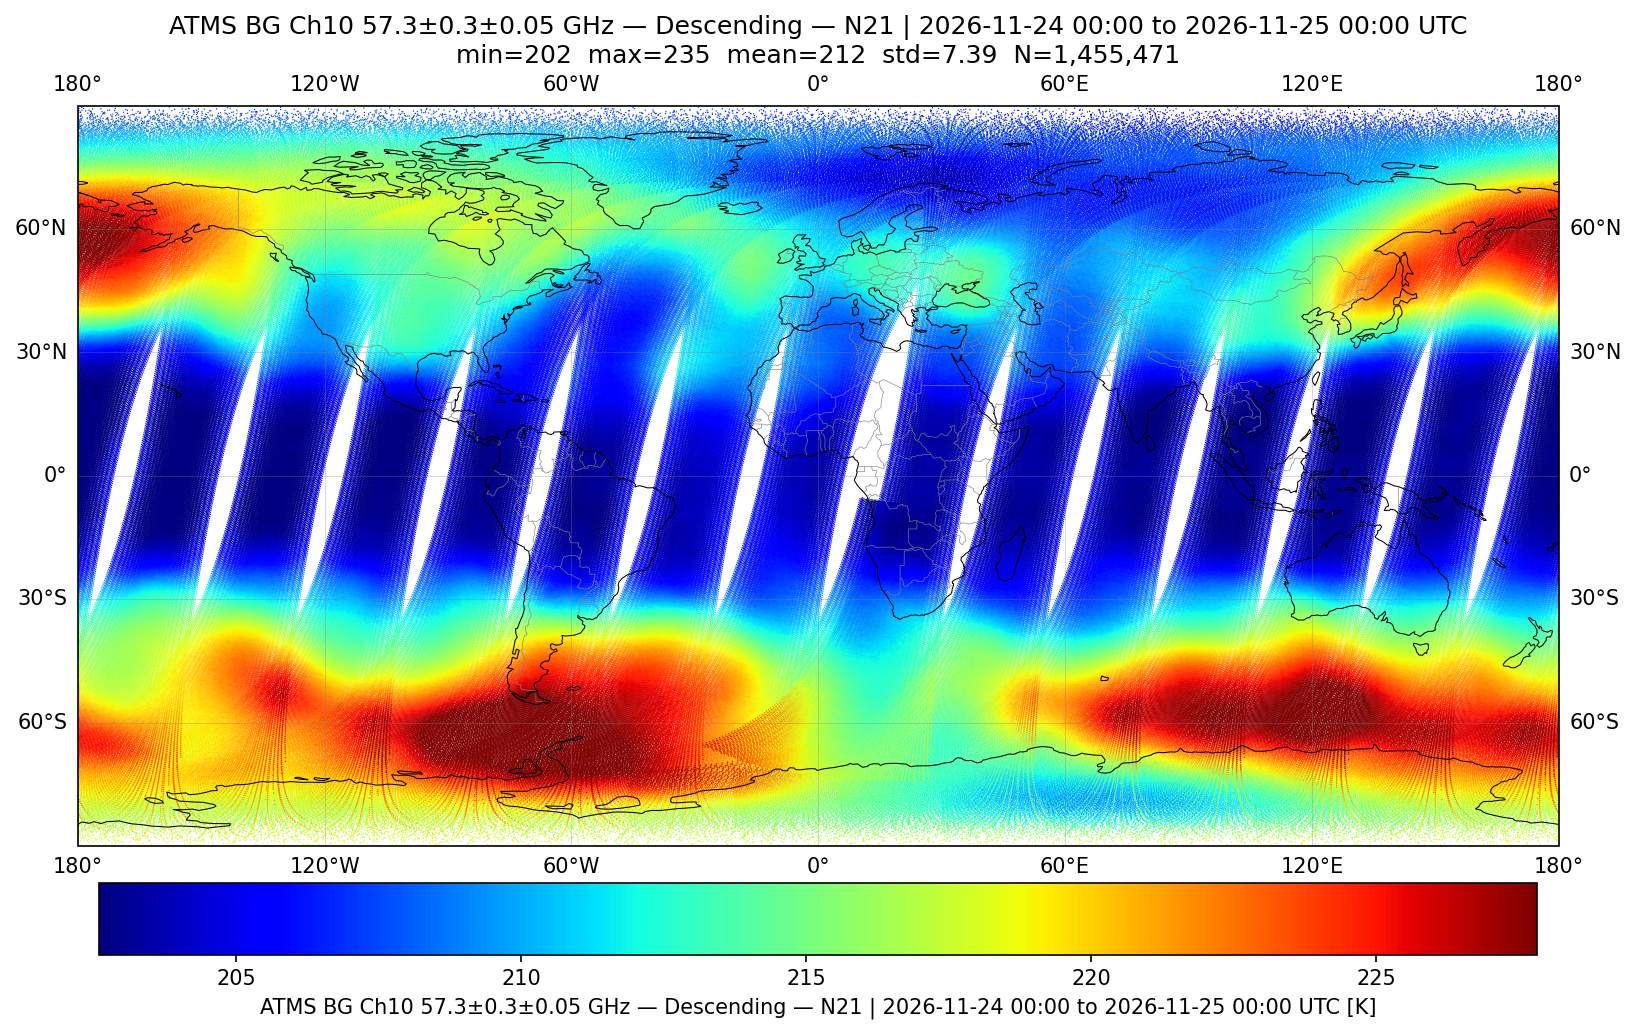 ATMS BG Ch10 57.3±0.3±0.05 GHz — Descending — N21 | 2026-11-24 00:00 to 2026-11-25 00:00 UTC
min=202 max=235 mean=212 std=7.39 N=1,455,471
180° 120°W 60°W 0° 60°E 120°E 180°
60°N 60°N
30°N 30°N
0° 0°
30°S 30°S
60°S 60°S
180° 120°W 60°W 0° 60°E 120°E 180°
205 210 215 220 225
ATMS BG Ch10 57.3±0.3±0.05 GHz — Descending — N21 | 2026-11-24 00:00 to 2026-11-25 00:00 UTC [K]